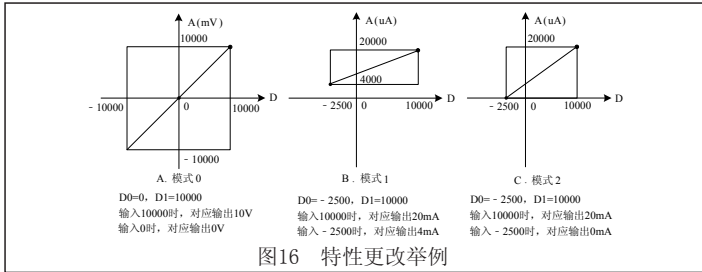 A(mV)
10000
- 10000
0
10000
D
- 10000
A. 模式0
D0=0，D1=10000
输入10000时，对应输出10V
输入0时，对应输出0V
A(uA)
20000
4000
- 2500
0
10000
D
B. 模式1
D0=- 2500，D1=10000
输入10000时，对应输出20mA
输入 - 2500时，对应输出4mA
A(uA)
20000
- 2500
0
10000
D
C. 模式2
D0=- 2500，D1=10000
输入10000时，对应输出20mA
输入 - 2500时，对应输出0mA
图16 特性更改举例